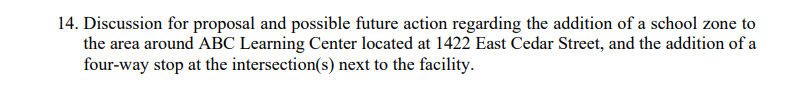 14. Discussion for proposal and possible future action regarding the addition of a school zone to
the area around ABC Learning Center located at 1422 East Cedar Street, and the addition of a
four-way stop at the intersection(s) next to the facility.